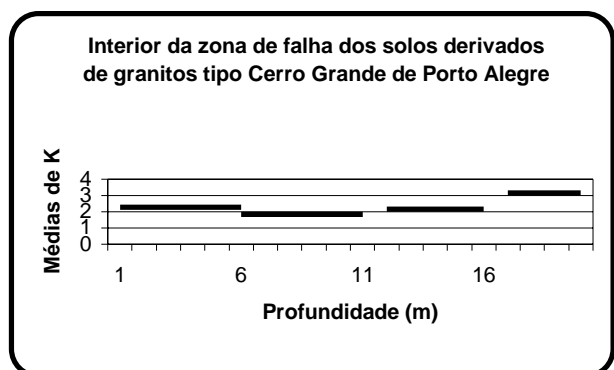 Interior da zona de falha dos solos derivados
de granitos tipo Cerro Grande de Porto Alegre
Médias de K
4
3
2
1
0
1 6 11 16
Profundidade (m)